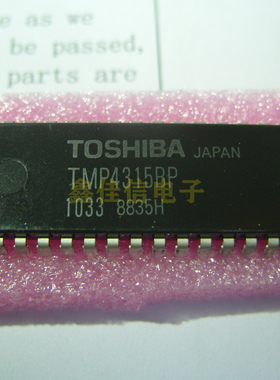 e as we
be passed,
parts are
TOSHIBA JAPAN
TMP4315BP
1033 8835H
鑫佳信电子